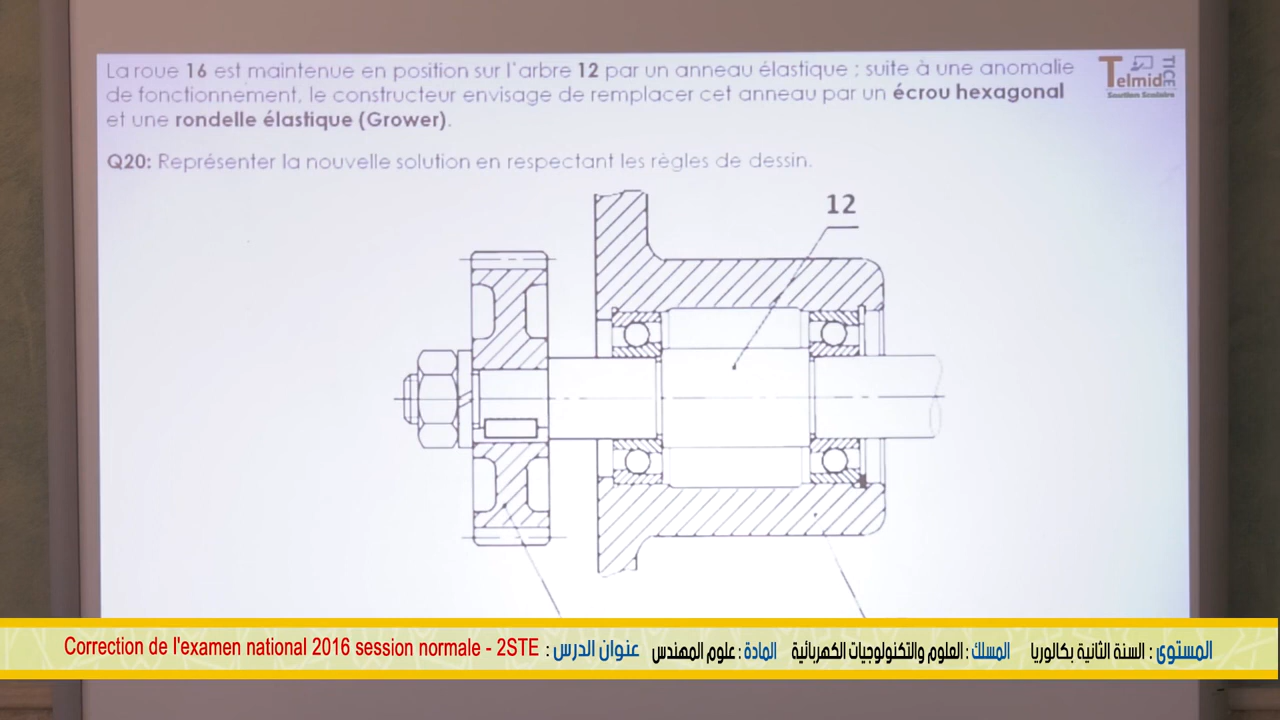 La roue 16 est maintenue en position sur l'arbre 12 par un anneau élastique ; suite à une anomalie
de fonctionnement, le constructeur envisage de remplacer cet anneau par un écrou hexagonal
et une rondelle élastique (Grower).
Telmid TICE
Soutien Scolaire
Q20: Représenter la nouvelle solution en respectant les règles de dessin.
12
المستوى : السنة الثانية بكالوريا المسلك : العلوم والتكنولوجيات الكهربائية المادة : علوم المهندس عنوان الدرس : Correction de l'examen national 2016 session normale - 2STE